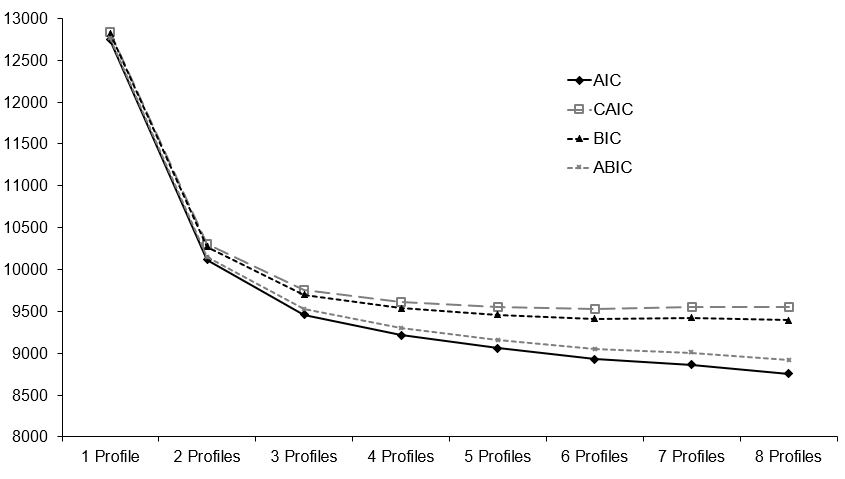 13000
12500
12000
11500
11000
10500
10000
9500
9000
8500
8000
AIC
CAIC
BIC
ABIC
1 Profile 2 Profiles 3 Profiles 4 Profiles 5 Profiles 6 Profiles 7 Profiles 8 Profiles